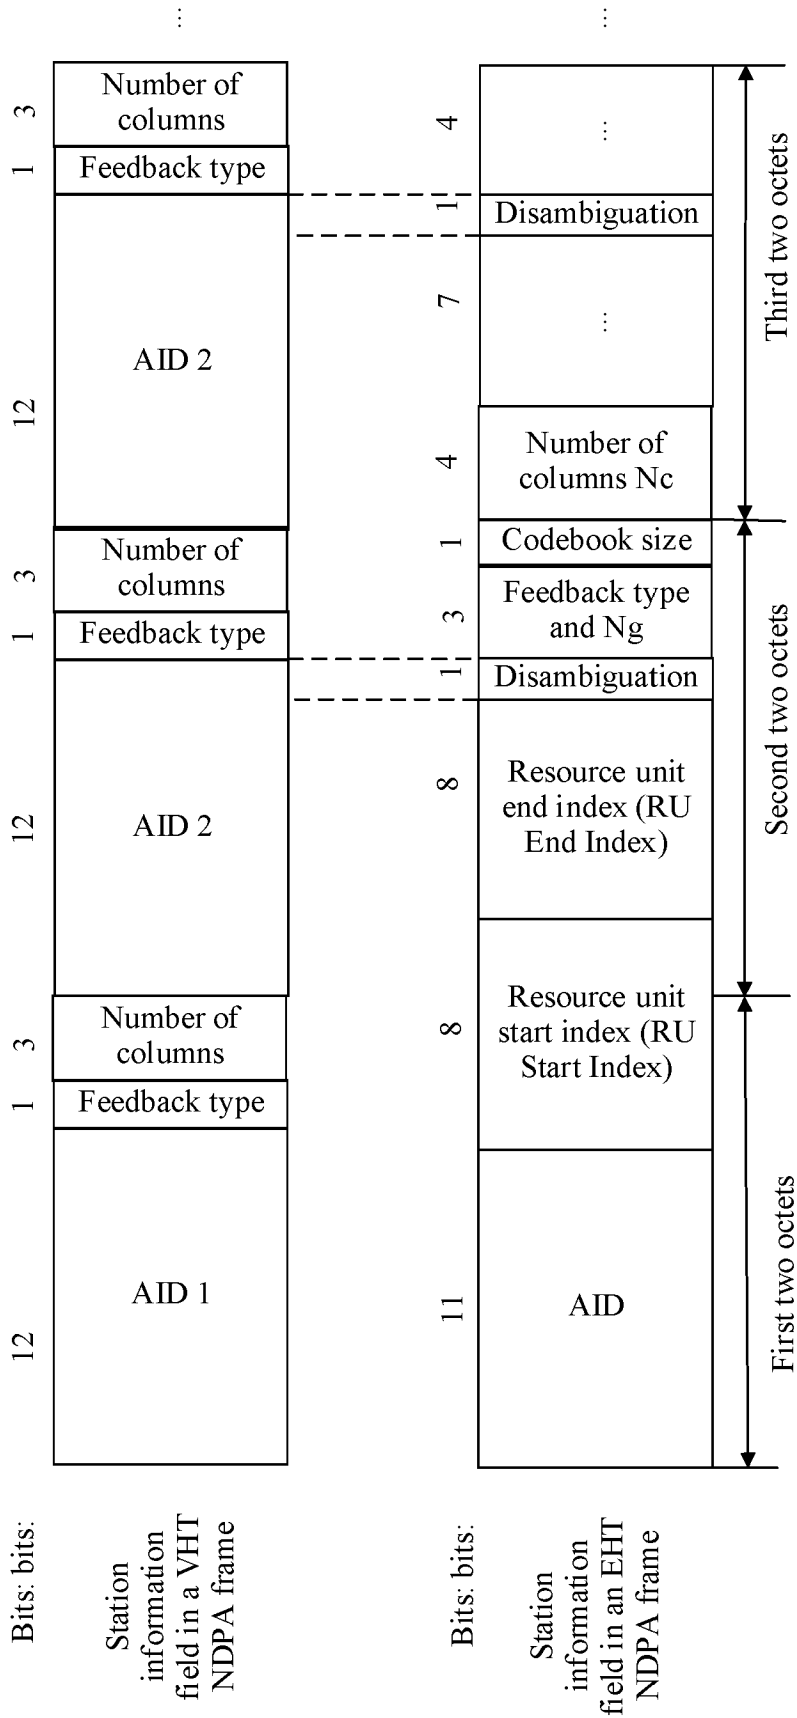 ⋮
Number of
columns
3
Feedback type
1
AID 2
12
Number of
columns
3
Feedback type
1
AID 2
12
Number of
columns
3
Feedback type
1
AID 1
12
Bits: bits:
Station
information
field in a VHT
NDPA frame
⋮
4
⋮
1
Disambiguation
7
⋮
4
Number of
columns Nc
1
Codebook size
3
Feedback type
and Ng
1
Disambiguation
8
Resource unit
end index (RU
End Index)
8
Resource unit
start index (RU
Start Index)
11
AID
Bits: bits:
Station
information
field in an EHT
NDPA frame
Third two octets
Second two octets
First two octets